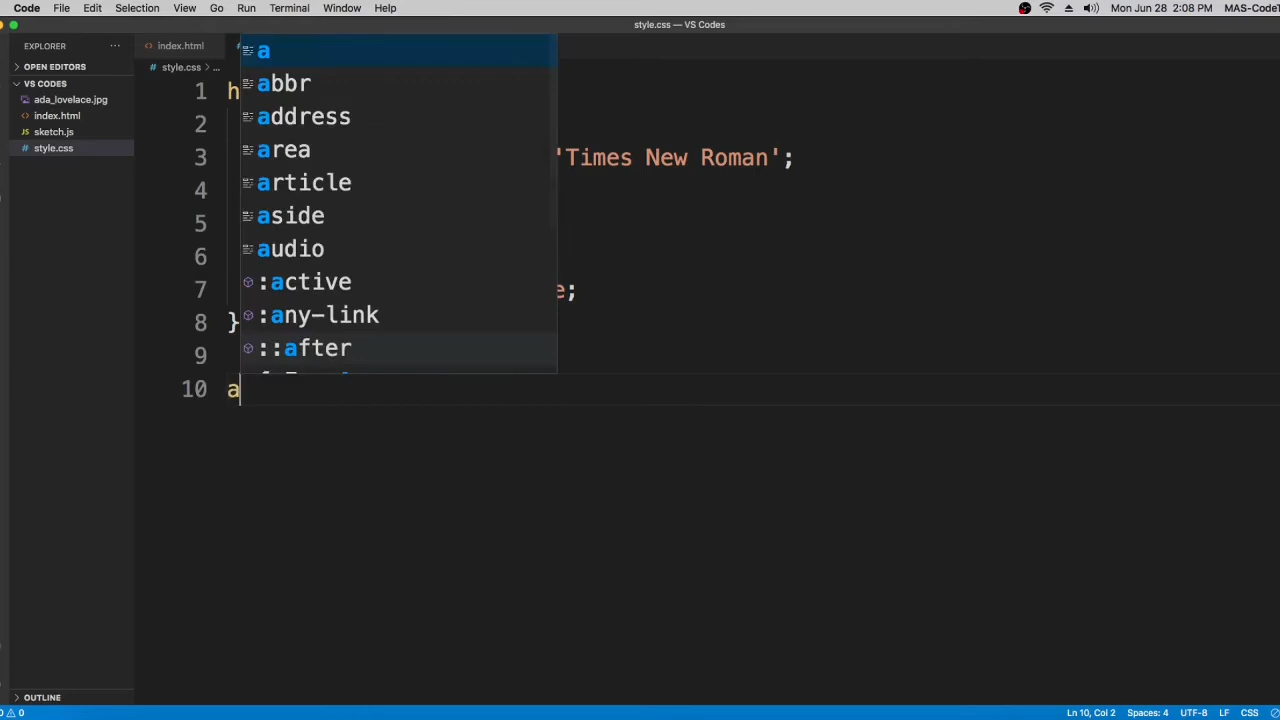 Code File Edit Selection View Go Run Terminal Window Help Mon Jun 28 2:08 PM MAS-CodeT
style.css — VS Codes
EXPLORER ...
index.html
OPEN EDITORS
style.css > ...
VS CODES
ada_lovelace.jpg
index.html
sketch.js
style.css
OUTLINE
a
abbr
address
area
article
aside
audio
:active
:any-link
::after
1 h
2
3 'Times New Roman';
4
5
6
7 e;
8 }
9
10 a
0 0 Ln 10, Col 2 Spaces: 4 UTF-8 LF CSS